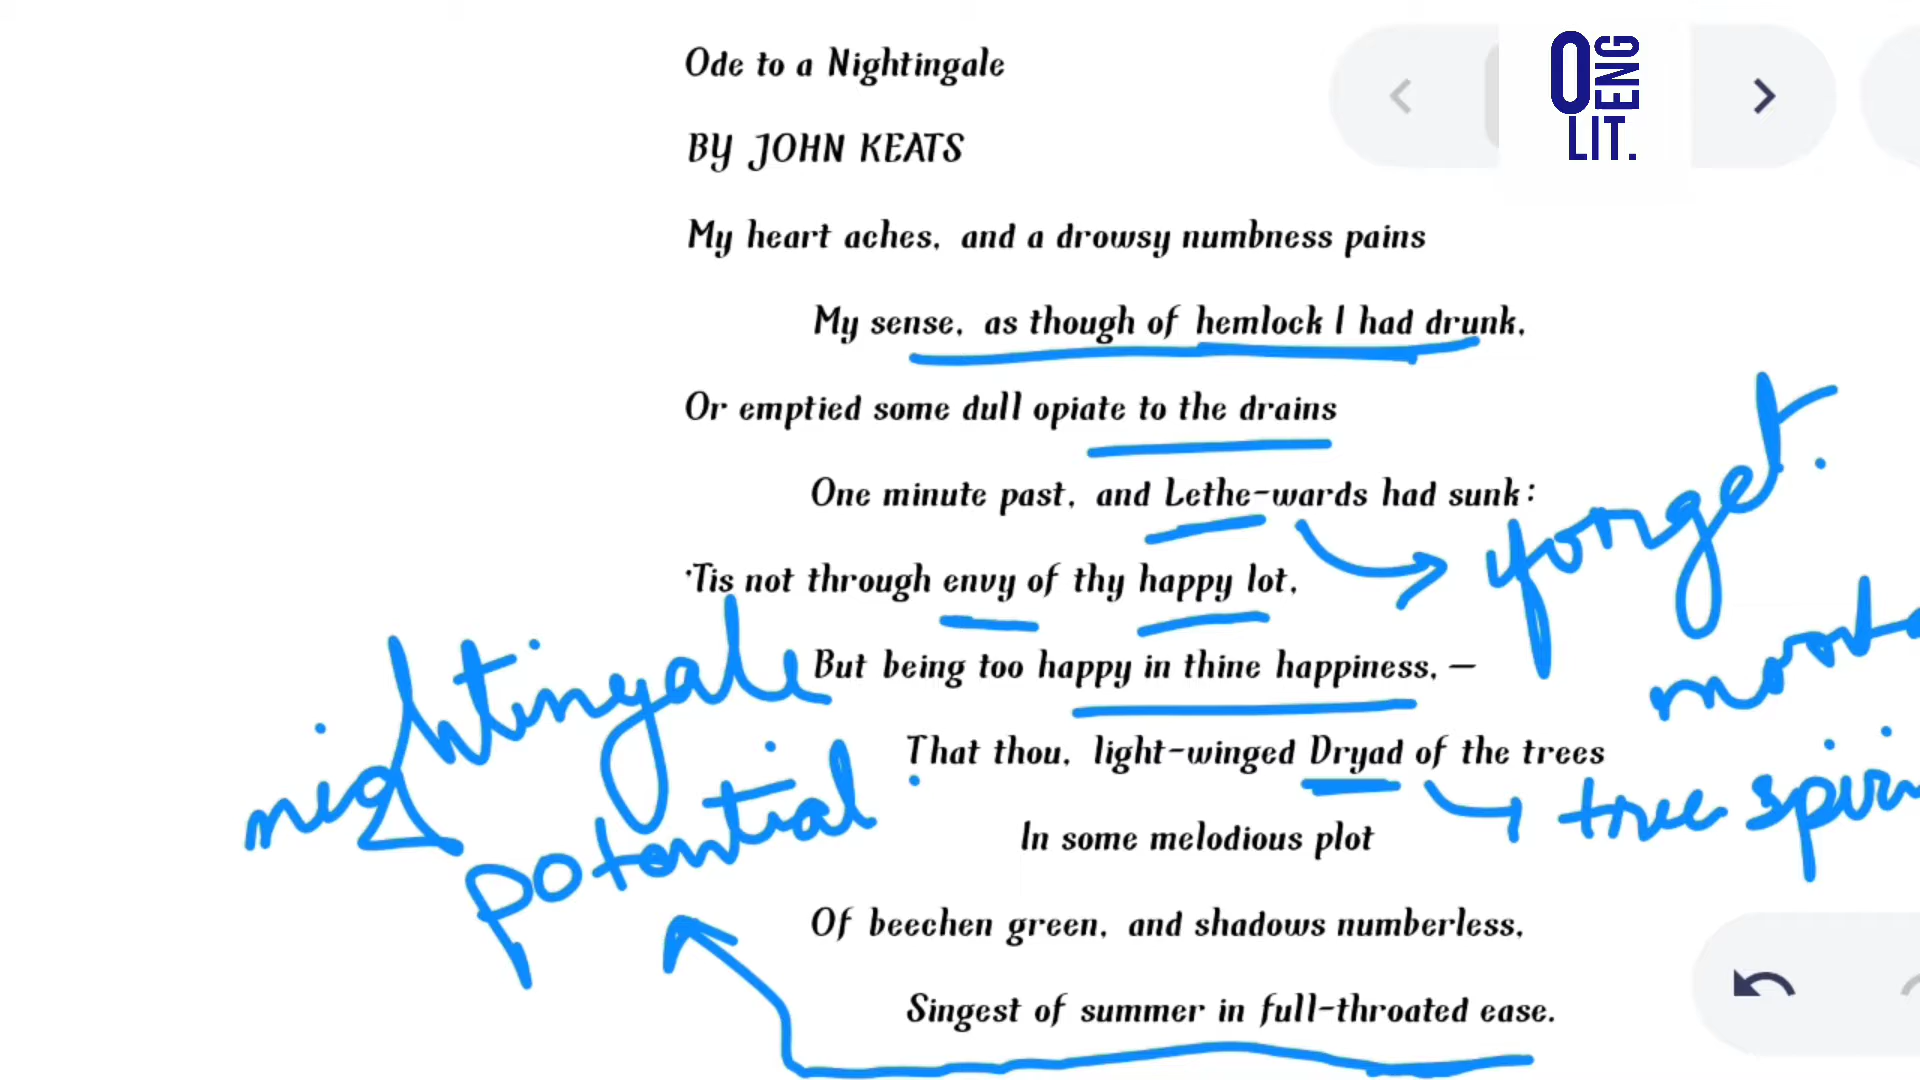 Ode to a Nightingale
O ENG LIT.
BY JOHN KEATS
My heart aches, and a drowsy numbness pains
My sense, as though of hemlock I had drunk,
Or emptied some dull opiate to the drains
One minute past, and Lethe-wards had sunk:
forget.
'Tis not through envy of thy happy lot,
But being too happy in thine happiness, —
nightingale
That thou, light-winged Dryad of the trees
tree
potential
In some melodious plot
Of beechen green, and shadows numberless,
Singest of summer in full-throated ease.